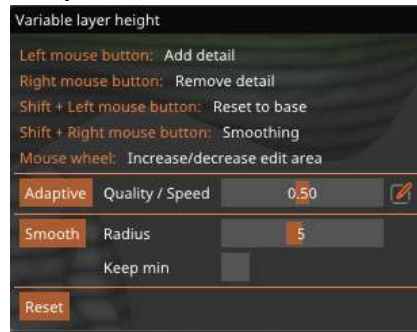 Variable layer height
Left mouse button: Add detail
Right mouse button: Remove detail
Shift + Left mouse button: Reset to base
Shift + Right mouse button: Smoothing
Mouse wheel: Increase/decrease edit area
Adaptive Quality / Speed 0.50
Smooth Radius 5
Keep min
Reset